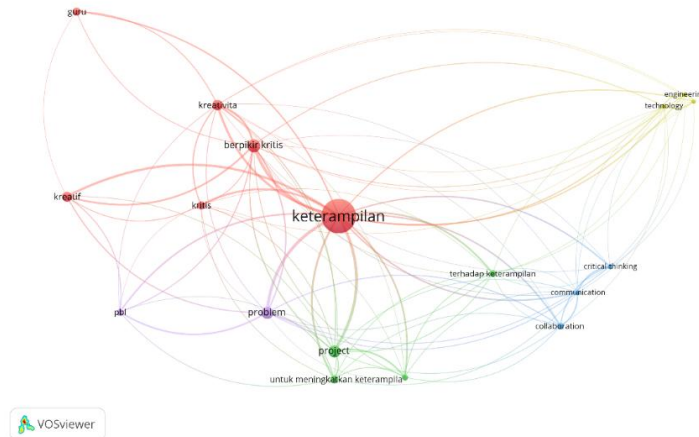 guru
engineering
technology
kreativita
berpikir kritis
kreatif
kritis
keterampilan
critical thinking
terhadap keterampilan
communication
pbl
problem
collaboration
project
untuk meningkatkan keterampila
VOSviewer